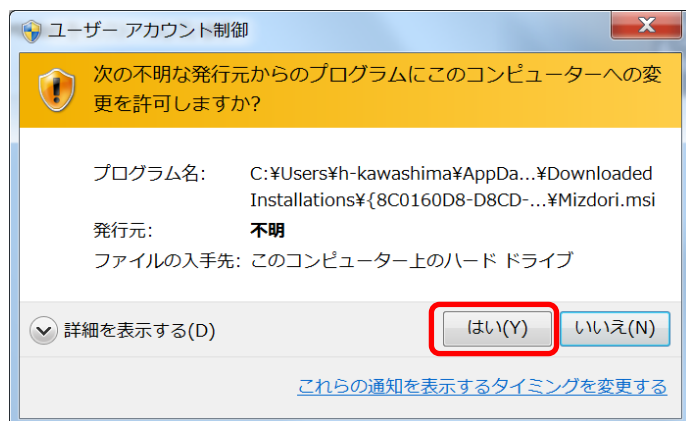 ユーザー アカウント制御
次の不明な発行元からのプログラムにこのコンピューターへの変
更を許可しますか?
プログラム名: C:¥Users¥h-kawashima¥AppDa...¥Downloaded
Installations¥{8C0160D8-D8CD-...¥Mizdori.msi
発行元: 不明
ファイルの入手先: このコンピューター上のハード ドライブ
詳細を表示する(D) はい(Y) いいえ(N)
これらの通知を表示するタイミングを変更する